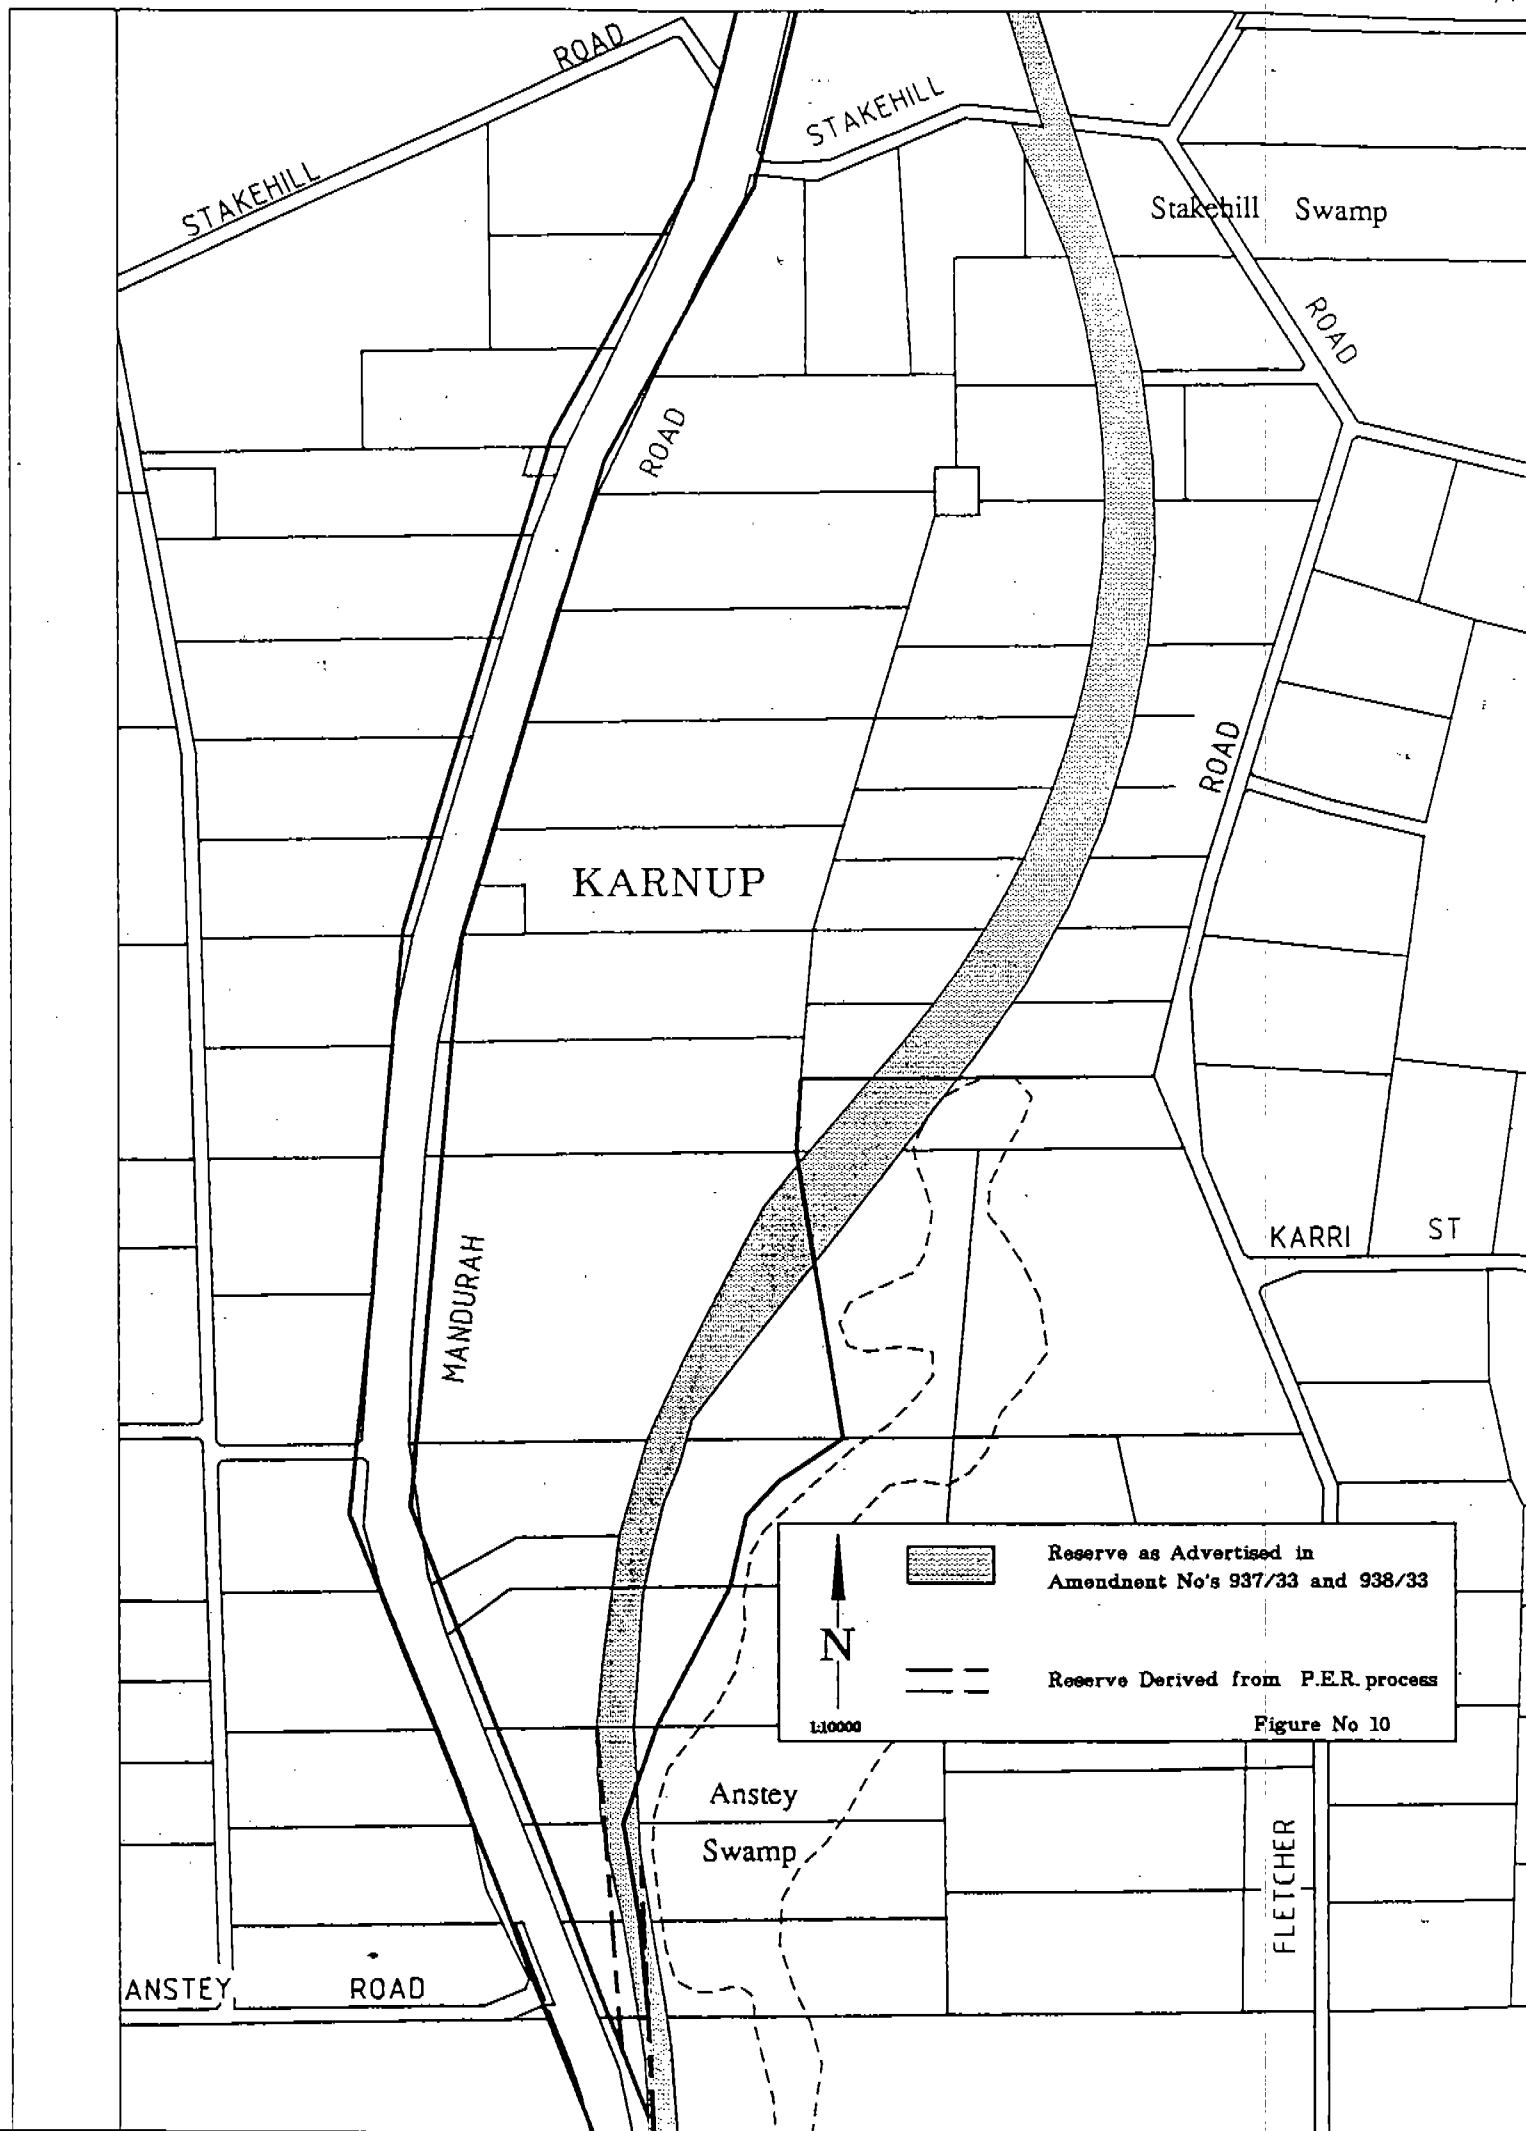 ROAD
STAKEHILL
STAKEHILL
Stakehill Swamp
ROAD
ROAD
ROAD
KARNUP
KARRI ST
MANDURAH
Reserve as Advertised in
Amendnent No's 937/33 and 938/33
N
Reserve Derived from P.E.R. process
1:10000
Figure No 10
Anstey
Swamp
FLETCHER
ANSTEY ROAD